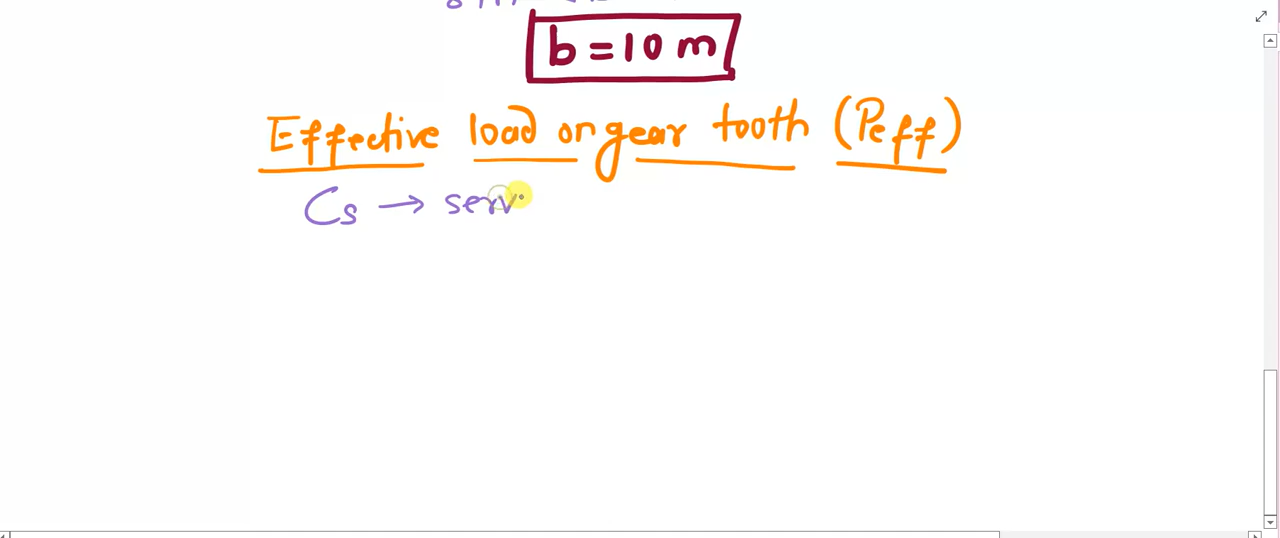 b = 10 m
Effective load on gear tooth (Peff)
Cs → serv